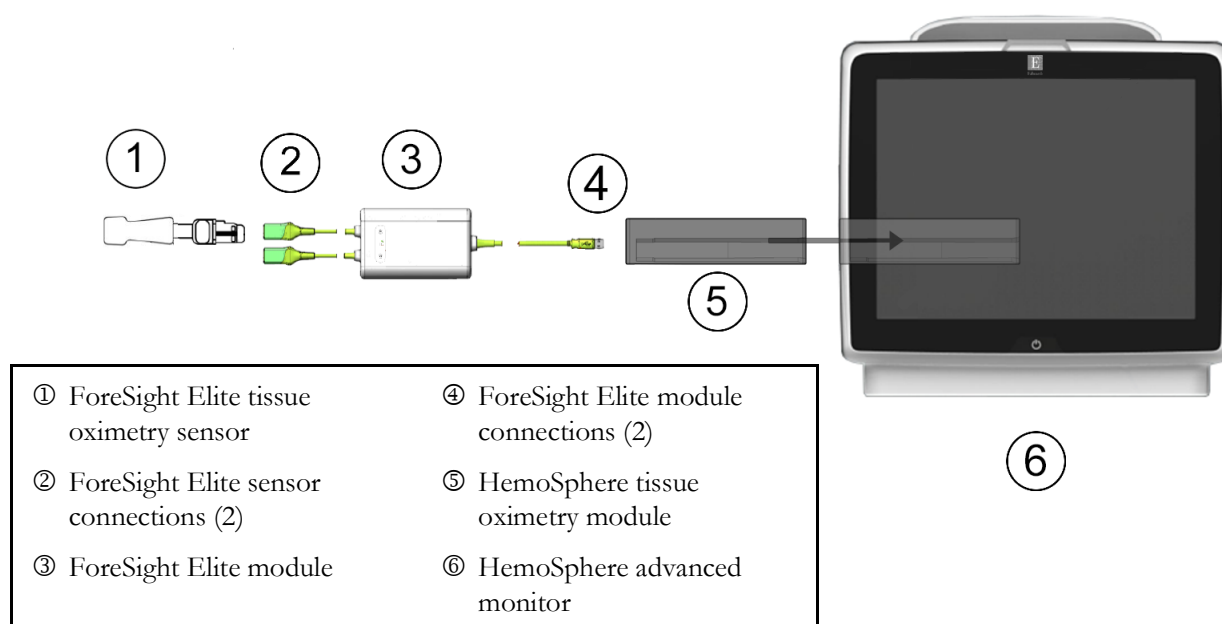 1
2
3
4
5
6
E
① ForeSight Elite tissue
oximetry sensor
② ForeSight Elite sensor
connections (2)
③ ForeSight Elite module
④ ForeSight Elite module
connections (2)
⑤ HemoSphere tissue
oximetry module
⑥ HemoSphere advanced
monitor